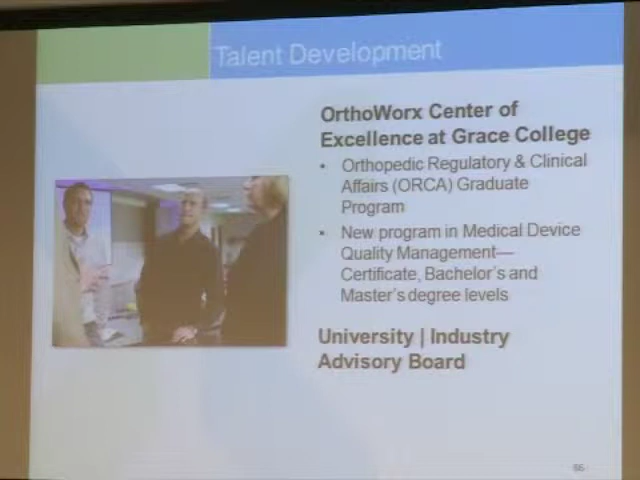 Talent Development
OrthoWorx Center of
Excellence at Grace College
• Orthopedic Regulatory & Clinical
Affairs (ORCA) Graduate
Program
• New program in Medical Device
Quality Management—
Certificate, Bachelor's and
Master's degree levels
University | Industry
Advisory Board